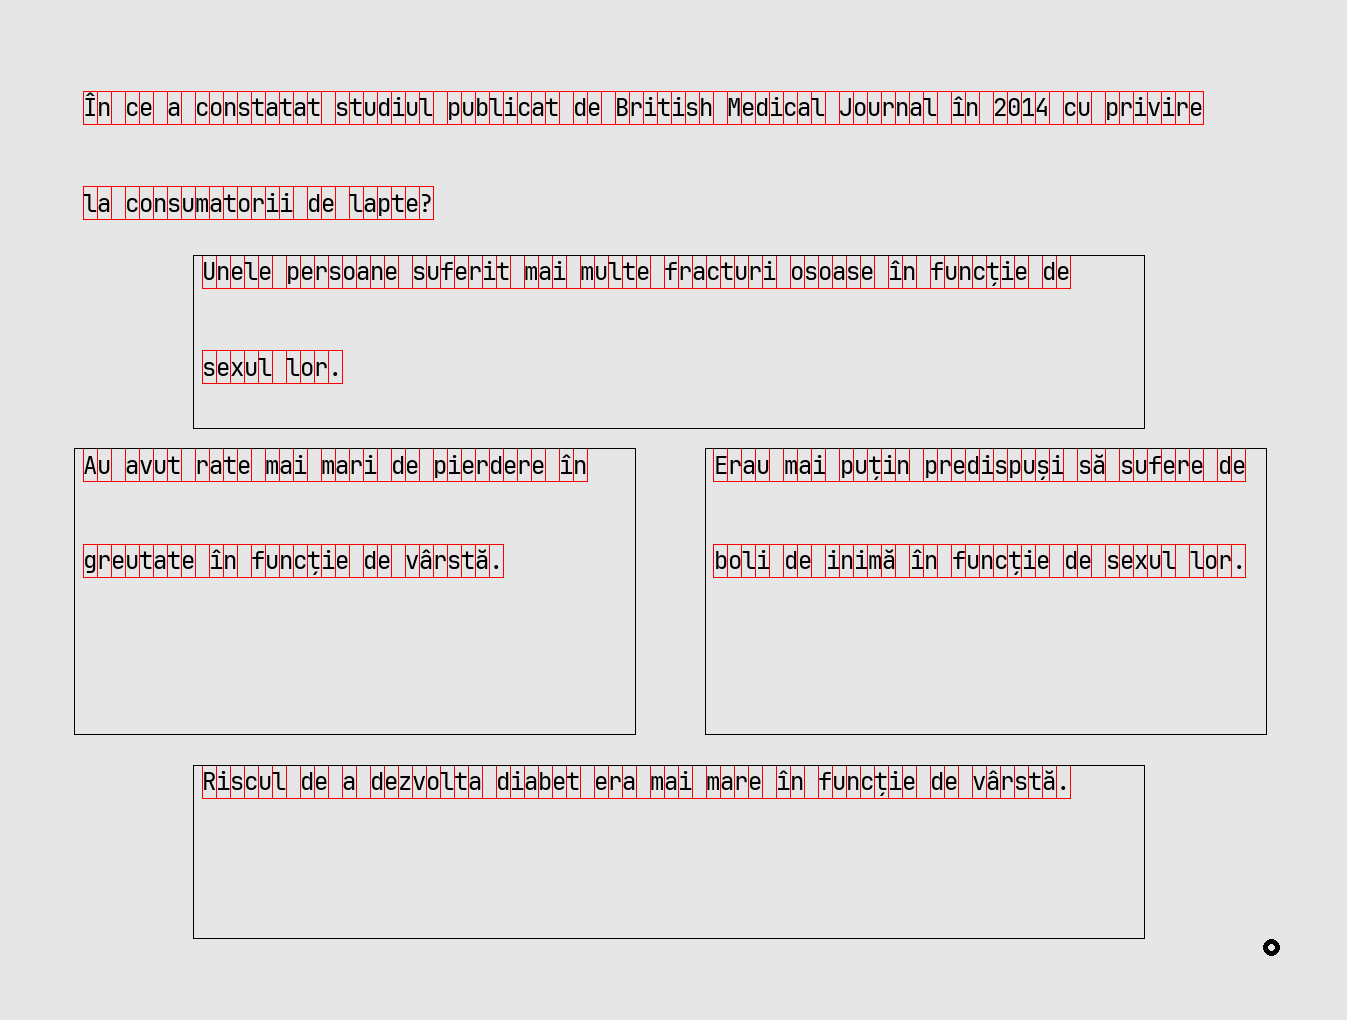 În ce a constatat studiul publicat de British Medical Journal în 2014 cu privire
la consumatorii de lapte?
Unele persoane suferit mai multe fracturi osoase în funcție de
sexul lor.
Au avut rate mai mari de pierdere în
greutate în funcție de vârstă.
Erau mai puțin predispuși să sufere de
boli de inimă în funcție de sexul lor.
Riscul de a dezvolta diabet era mai mare în funcție de vârstă.